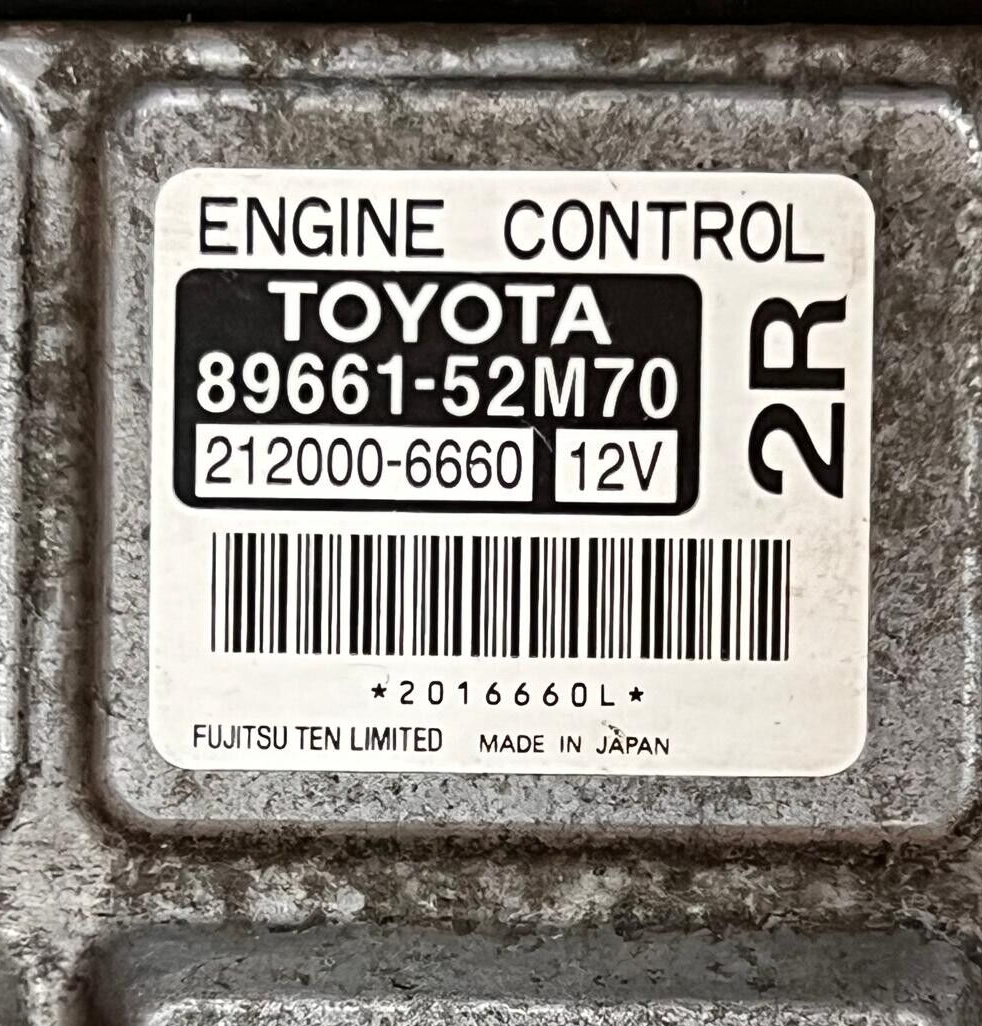 ENGINE CONTROL
TOYOTA
89661-52M70
212000-6660 12V
2R
*2016660L*
FUJITSU TEN LIMITED MADE IN JAPAN